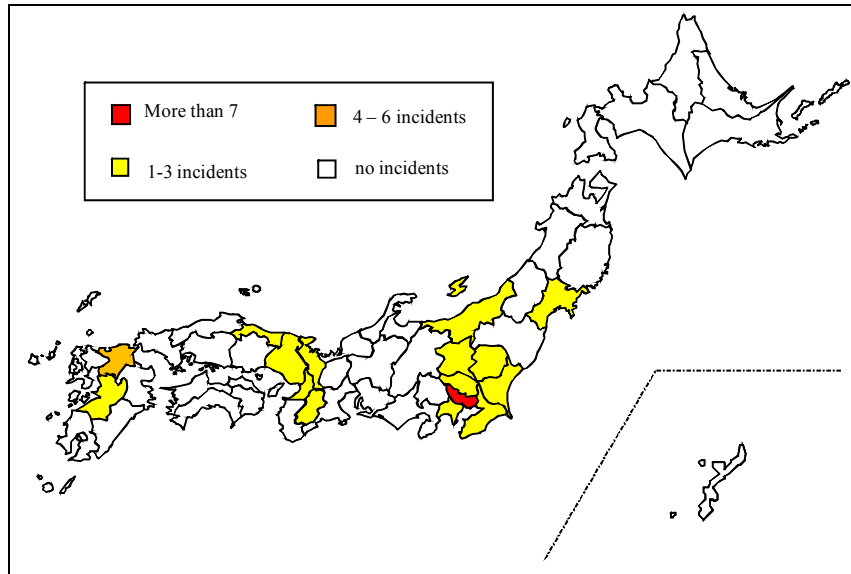 More than 7
4 – 6 incidents
1-3 incidents
no incidents